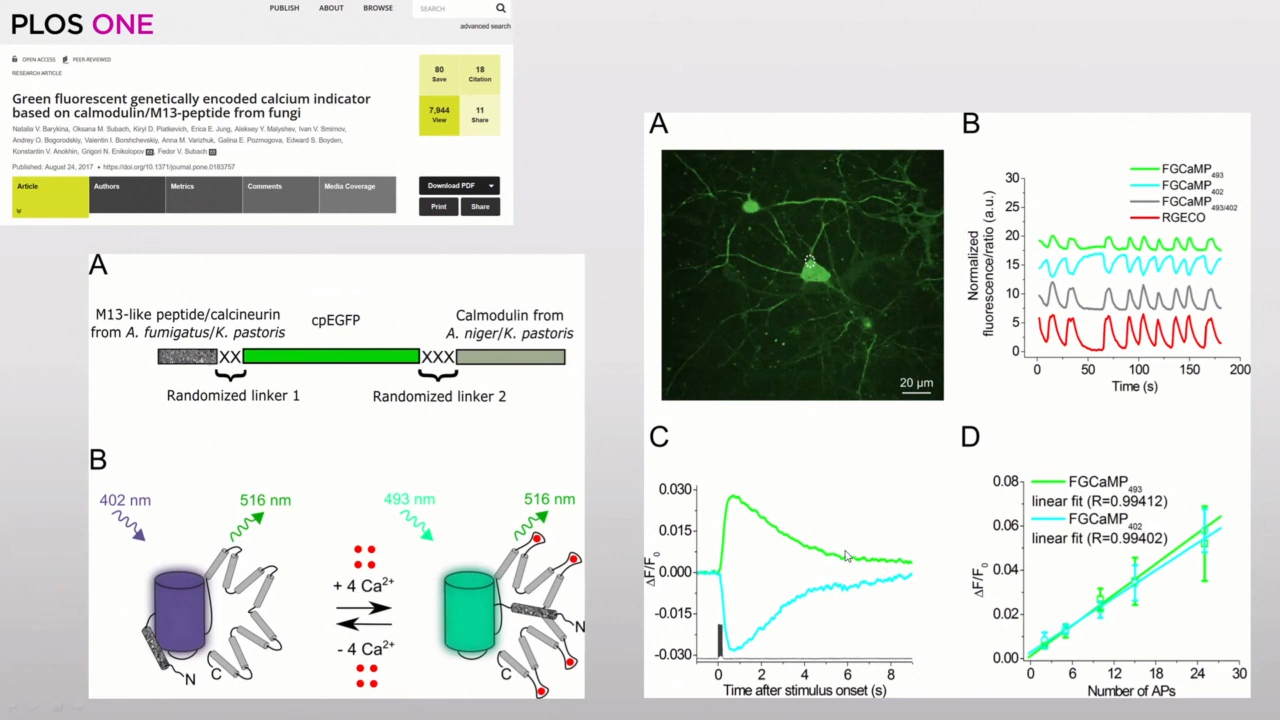 PLOS ONE
PUBLISH ABOUT BROWSE
SEARCH
advanced search
OPEN ACCESS PEER-REVIEWED
RESEARCH ARTICLE
Green fluorescent genetically encoded calcium indicator
based on calmodulin/M13-peptide from fungi
Natalia V. Barykina, Oksana M. Subach, Kiryl D. Piatkevich, Erica E. Jung, Aleksey Y. Malyshev, Ivan V. Smirnov,
Andrey O. Bogorodskiy, Valentin I. Borshchevskiy, Anna M. Varizhuk, Galina E. Pozmogova, Edward S. Boyden,
Konstantin V. Anokhin, Grigori N. Enikolopov, Fedor V. Subach
Published: August 24, 2017 • https://doi.org/10.1371/journal.pone.0183757
80 Save
18 Citation
7,944 View
11 Share
Article Authors Metrics Comments Media Coverage
Download PDF
Print Share
A
M13-like peptide/calcineurin
from A. fumigatus/K. pastoris
cpEGFP
Calmodulin from
A. niger/K. pastoris
XX XXX
Randomized linker 1 Randomized linker 2
B
402 nm 516 nm 493 nm 516 nm
+ 4 Ca2+
- 4 Ca2+
N C C N
A
20 µm
B
FGCaMP493
FGCaMP402
FGCaMP493/402
RGECO
Normalized
fluorescence/ratio (a.u.)
30
25
20
15
10
5
0
0 50 100 150 200
Time (s)
C
ΔF/F0
0.030
0.015
0.000
-0.015
-0.030
0 2 4 6 8
Time after stimulus onset (s)
D
FGCaMP493
linear fit (R=0.99412)
FGCaMP402
linear fit (R=0.99402)
ΔF/F0
0.08
0.06
0.04
0.02
0.00
0 6 12 18 24 30
Number of APs